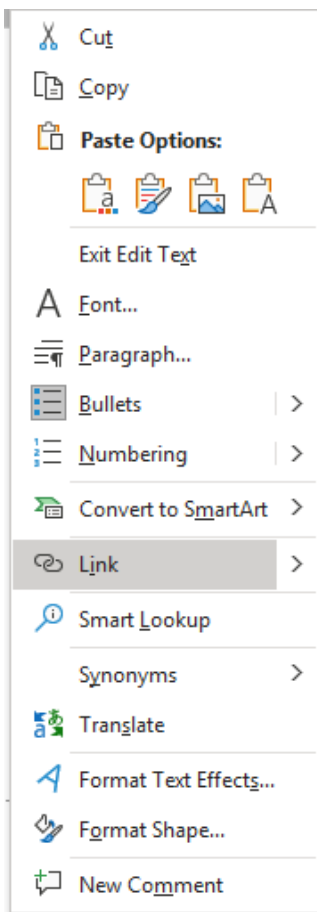 Cut
Copy
Paste Options:
Exit Edit Text
Font...
Paragraph...
Bullets
Numbering
Convert to SmartArt
Link
Smart Lookup
Synonyms
Translate
Format Text Effects...
Format Shape...
New Comment